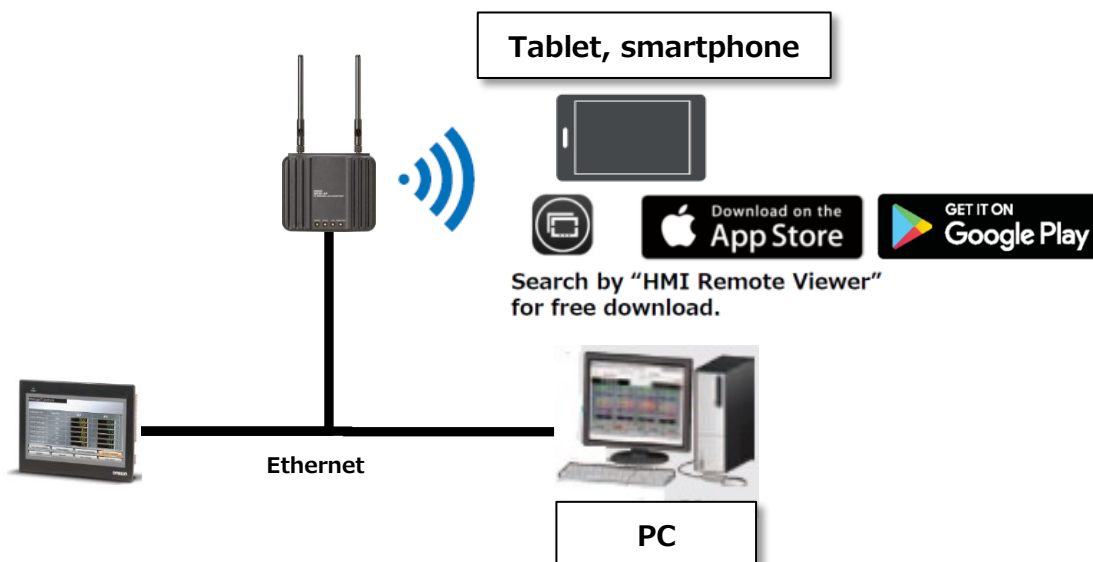 Tablet, smartphone
Download on the
App Store
GET IT ON
Google Play
Search by “HMI Remote Viewer”
for free download.
OMRON
Ethernet
PC